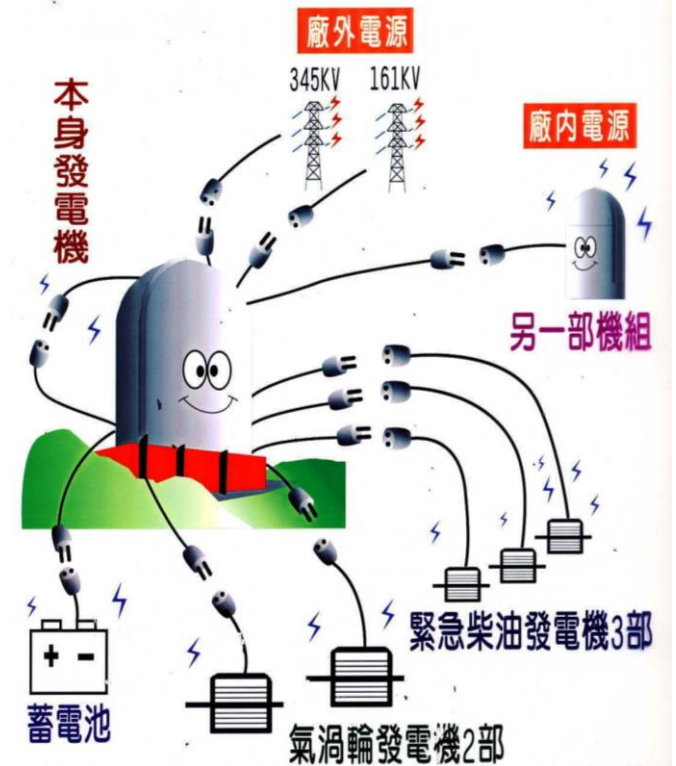 廠外電源
345KV 161KV
本身發電機
廠內電源
另一部機組
緊急柴油發電機3部
+ -
蓄電池
氣渦輪發電機2部